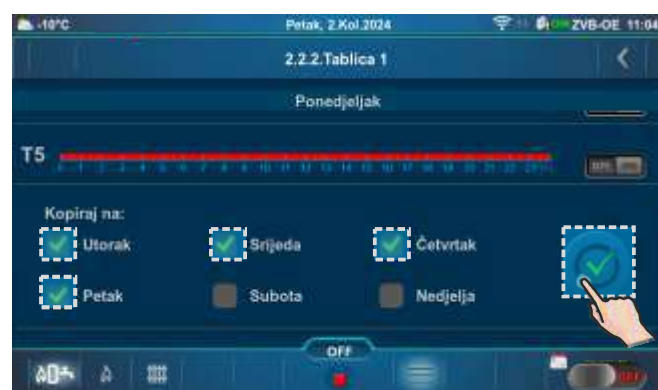 -10°C Petak, 2.Kol.2024 ZVB-OE 11:04
2.2.2.Tablica 1
Ponedjeljak
T5
OFF
Kopiraj na:
Utorak Srijeda Četvrtak
Petak Subota Nedjelja
OFF
OFF